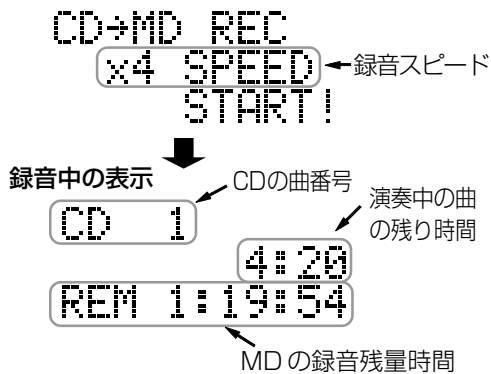 CD→MD REC
x4 SPEED
録音スピード
START!
録音中の表示
CDの曲番号
CD 1
演奏中の曲
の残り時間
4:20
REM 1:19:54
MDの録音残量時間